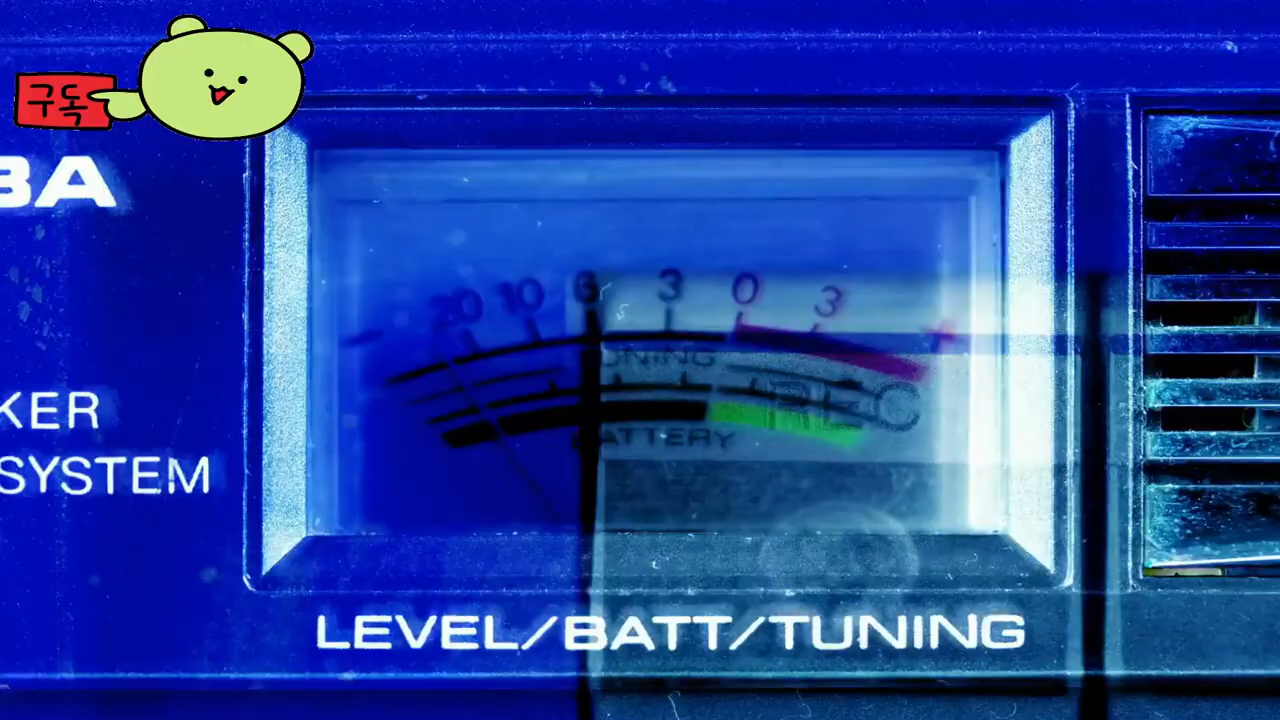 구독
BA
20 10 6 3 0 3 +
TUNING
REC
BATTERY
KER
SYSTEM
LEVEL/BATT/TUNING